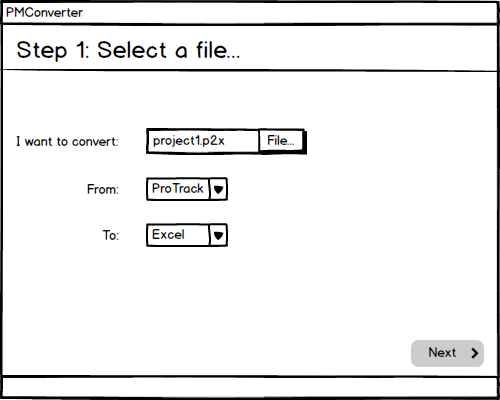 PMConverter
Step 1: Select a file...
I want to convert: project1.p2x File...
From: ProTrack
To: Excel
Next